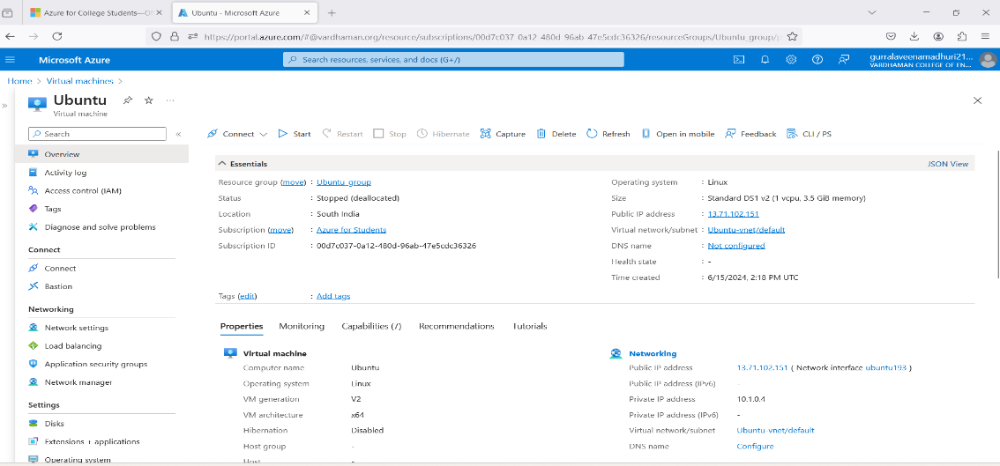 Azure for College Students—Of
Ubuntu - Microsoft Azure
https://portal.azure.com/#@vardhaman.org/resource/subscriptions/00d7c037-0a12-480d-96ab-47e5cdc36326/resourceGroups/Ubuntu_group/p
Microsoft Azure
Search resources, services, and docs (G+/)
gurralaveenamadhuri21...
VARDHAMAN COLLEGE OF EN...
Home > Virtual machines >
Ubuntu
Virtual machine
Search
Connect Start Restart Stop Hibernate Capture Delete Refresh Open in mobile Feedback CLI / PS
Overview
Activity log
Access control (IAM)
Tags
Diagnose and solve problems
Connect
Connect
Bastion
Networking
Network settings
Load balancing
Application security groups
Network manager
Settings
Disks
Extensions + applications
Operating system
Essentials
JSON View
Resource group (move) : Ubuntu_group
Status : Stopped (deallocated)
Location : South India
Subscription (move) : Azure for Students
Subscription ID : 00d7c037-0a12-480d-96ab-47e5cdc36326
Operating system : Linux
Size : Standard DS1 v2 (1 vcpu, 3.5 GiB memory)
Public IP address : 13.71.102.151
Virtual network/subnet : Ubuntu-vnet/default
DNS name : Not configured
Health state : -
Time created : 6/15/2024, 2:18 PM UTC
Tags (edit) : Add tags
Properties Monitoring Capabilities (7) Recommendations Tutorials
Virtual machine
Computer name Ubuntu
Operating system Linux
VM generation V2
VM architecture x64
Hibernation Disabled
Host group -
Host -
Networking
Public IP address 13.71.102.151 ( Network interface ubuntu193 )
Public IP address (IPv6) -
Private IP address 10.1.0.4
Private IP address (IPv6) -
Virtual network/subnet Ubuntu-vnet/default
DNS name Configure